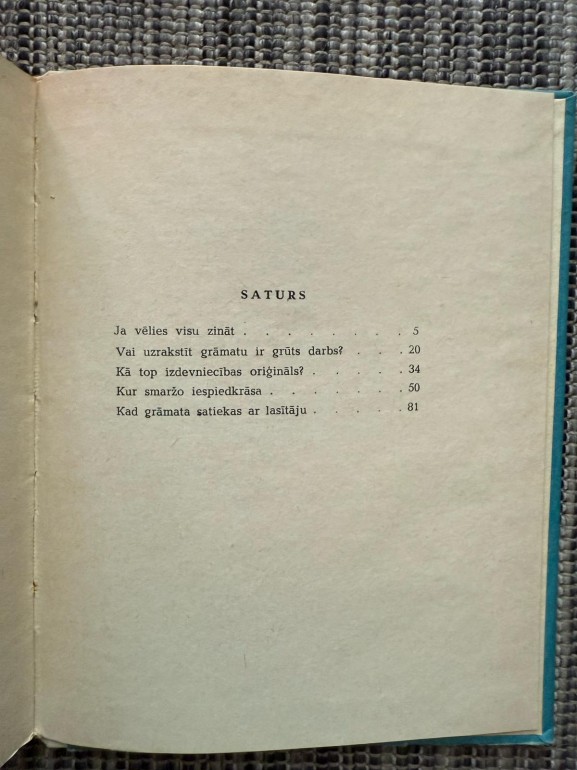 SATURS
Ja vēlies visu zināt . . . . . . . . 5
Vai uzrakstīt grāmatu ir grūts darbs? . . . 20
Kā top izdevniecības oriģināls? . . . . . 34
Kur smaržo iespiedkrāsa . . . . . . . 50
Kad grāmata satiekas ar lasītāju . . . . . 81